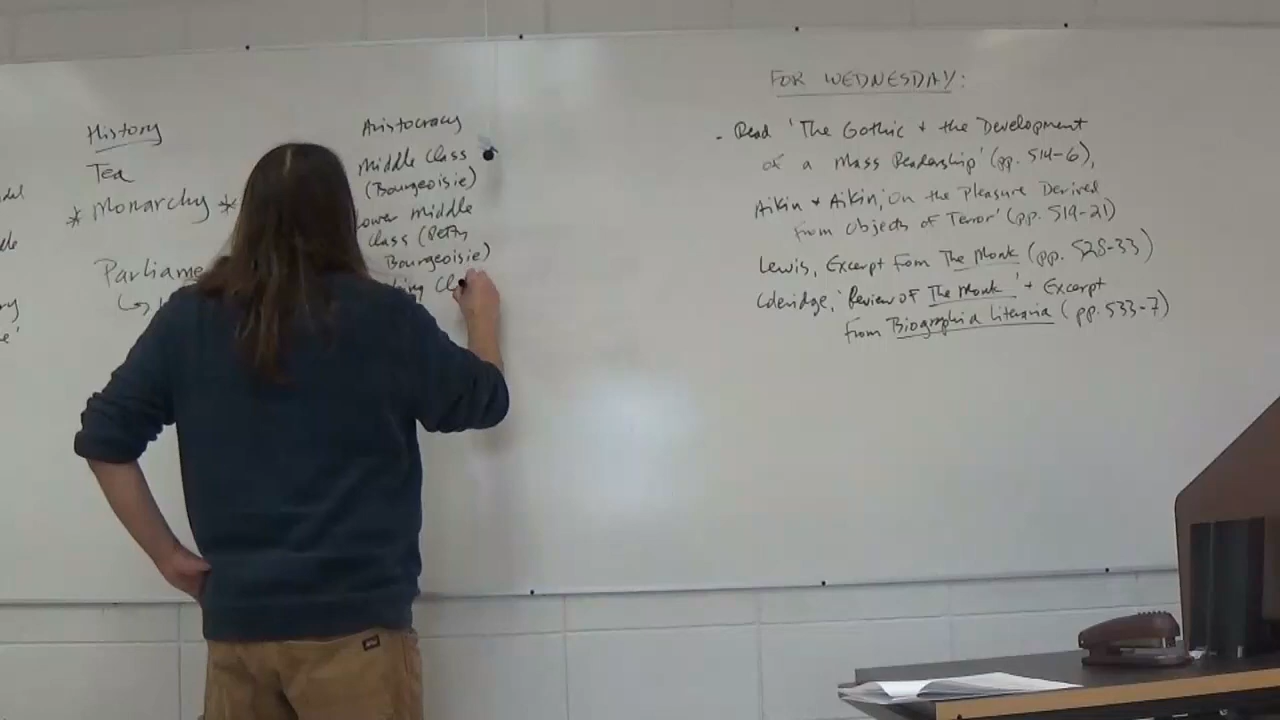 History
Tea
* Monarchy *
Parliame
Aristocracy
Middle Class
(Bourgeoisie)
Lower Middle
Class (Petty
Bourgeoisie)
FOR WEDNESDAY:
- Read 'The Gothic + the Development
of a Mass Readership' (pp. 514-6),
Aikin + Aikin, 'On the Pleasure Derived
from Objects of Terror' (pp. 519-21)
Lewis, Excerpt from The Monk (pp. 528-33)
Coleridge, 'Review of The Monk' + Excerpt
from Biographia Literaria (pp. 533-7)